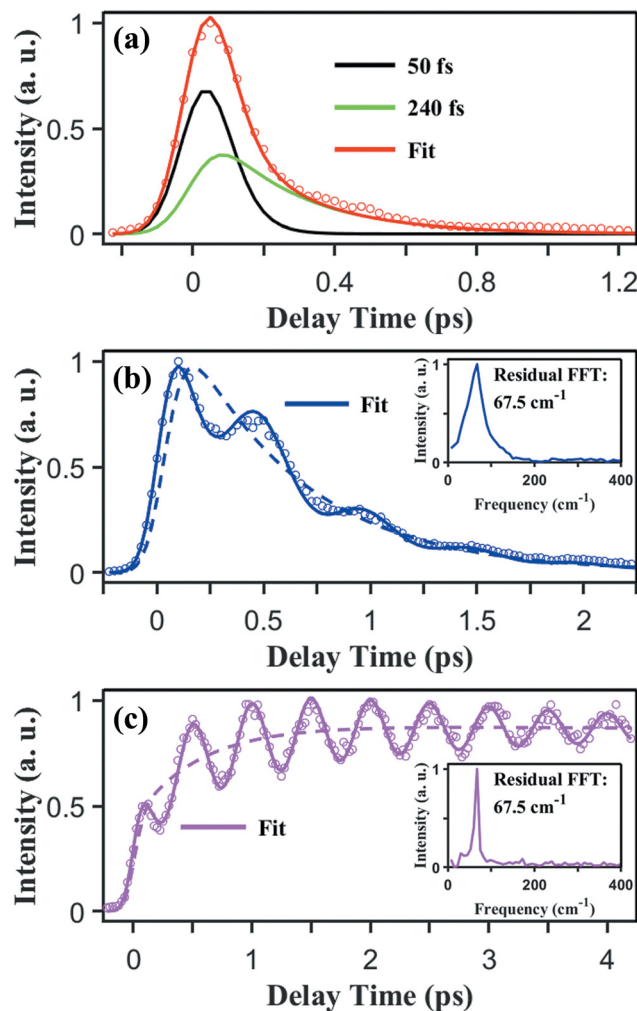 (a)
50 fs
240 fs
Fit
Intensity (a. u.)
1
0.5
0
0
0.4
0.8
1.2
Delay Time (ps)
(b)
Fit
Intensity (a. u.)
1
0.5
0
0
0.5
1
1.5
2
Delay Time (ps)
Residual FFT:
67.5 cm⁻¹
Intensity (a. u.)
1
0
0
200
400
Frequency (cm⁻¹)
(c)
Fit
Intensity (a. u.)
1
0.5
0
0
1
2
3
4
Delay Time (ps)
Residual FFT:
67.5 cm⁻¹
Intensity (a. u.)
1
0
0
200
400
Frequency (cm⁻¹)